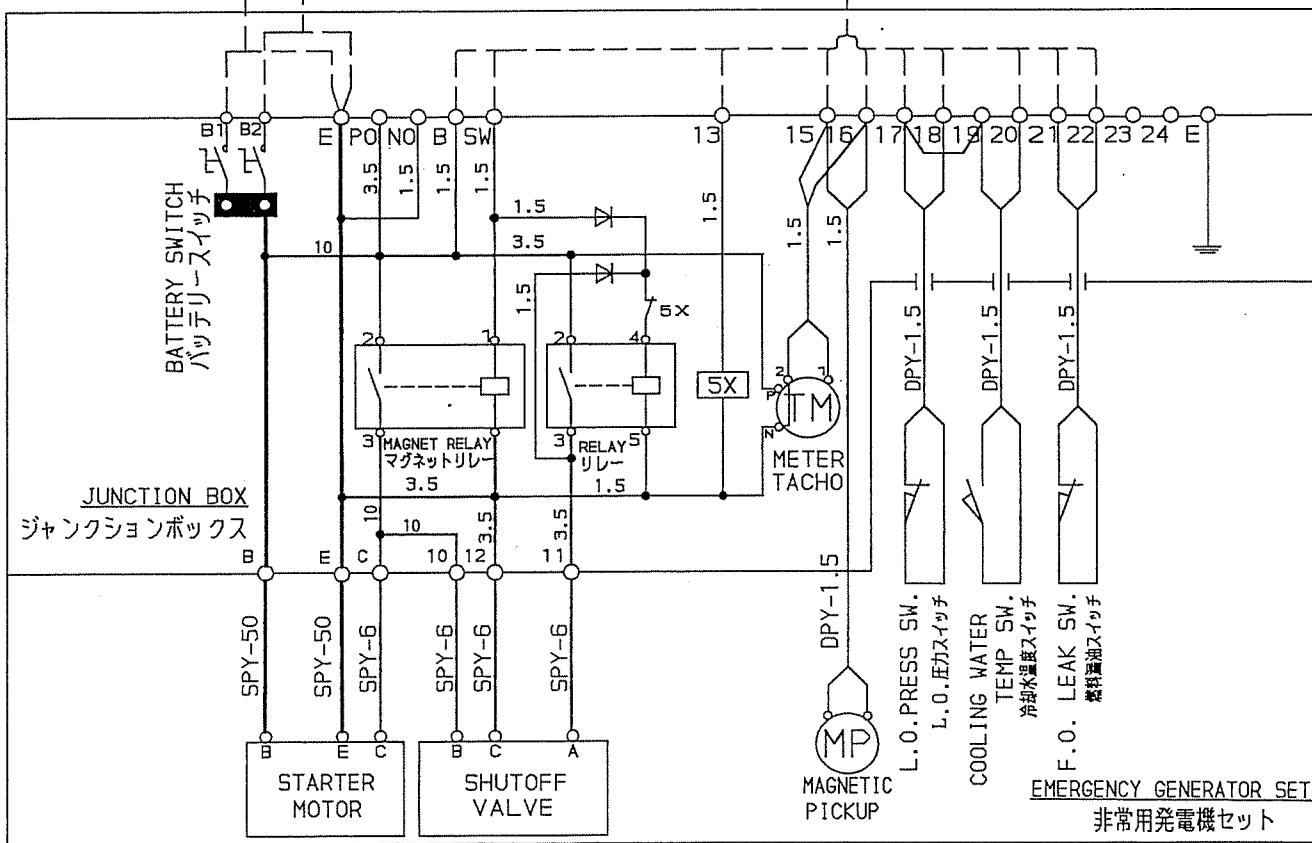 B1 B2 E PO NO B SW 13 15 16 17 18 19 20 21 22 23 24 E
3.5 1.5 1.5 1.5 1.5 1.5 1.5
BATTERY SWITCH
バッテリースイッチ
1.5
10 3.5
1.5
5X
2 1 2 4
5X
2 1
P
TM
N
3 3 5
MAGNET RELAY
マグネットリレー
RELAY
リレー
METER
TACHO
3.5 1.5
JUNCTION BOX
ジャンクションボックス
10 10 3.5 3.5
B E C 10 12 11
SPY-50 SPY-50 SPY-6 SPY-6 SPY-6 SPY-6
B E C B C A
STARTER
MOTOR
SHUTOFF
VALVE
DPY-1.5
MP
MAGNETIC
PICKUP
DPY-1.5 DPY-1.5 DPY-1.5
L.O.PRESS SW.
L.O.圧力スイッチ
COOLING WATER
TEMP SW.
冷却水温度スイッチ
F.O. LEAK SW.
燃料漏油スイッチ
EMERGENCY GENERATOR SET
非常用発電機セット